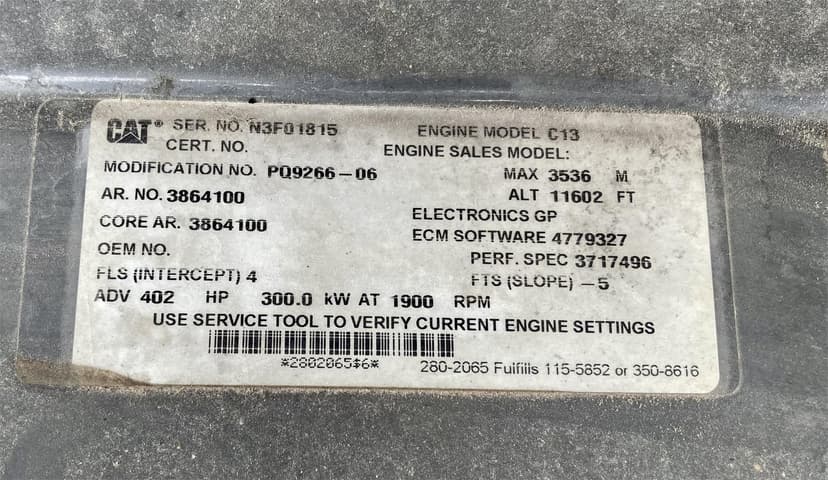 CAT® SER. NO. N3F01815 ENGINE MODEL C13
CERT. NO. ENGINE SALES MODEL:
MODIFICATION NO. PQ9266-06 MAX 3536 M
AR. NO. 3864100 ALT 11602 FT
CORE AR. 3864100 ELECTRONICS GP
OEM NO. ECM SOFTWARE 4779327
PERF. SPEC 3717496
FLS (INTERCEPT) 4 FTS (SLOPE) -5
ADV 402 HP 300.0 kW AT 1900 RPM
USE SERVICE TOOL TO VERIFY CURRENT ENGINE SETTINGS
*2802065$6* 280-2065 Fulfills 115-5852 or 350-8616